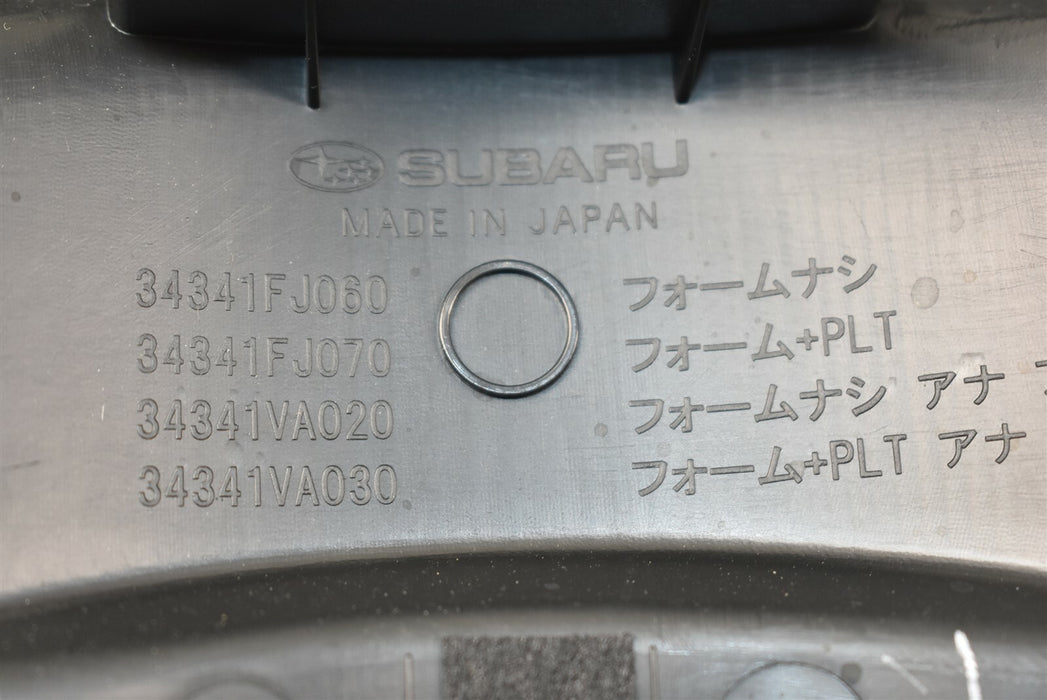 SUBARU
MADE IN JAPAN
34341FJ060 フォームナシ
34341FJ070 フォーム+PLT
34341VA020 フォームナシ アナ
34341VA030 フォーム+PLT アナ